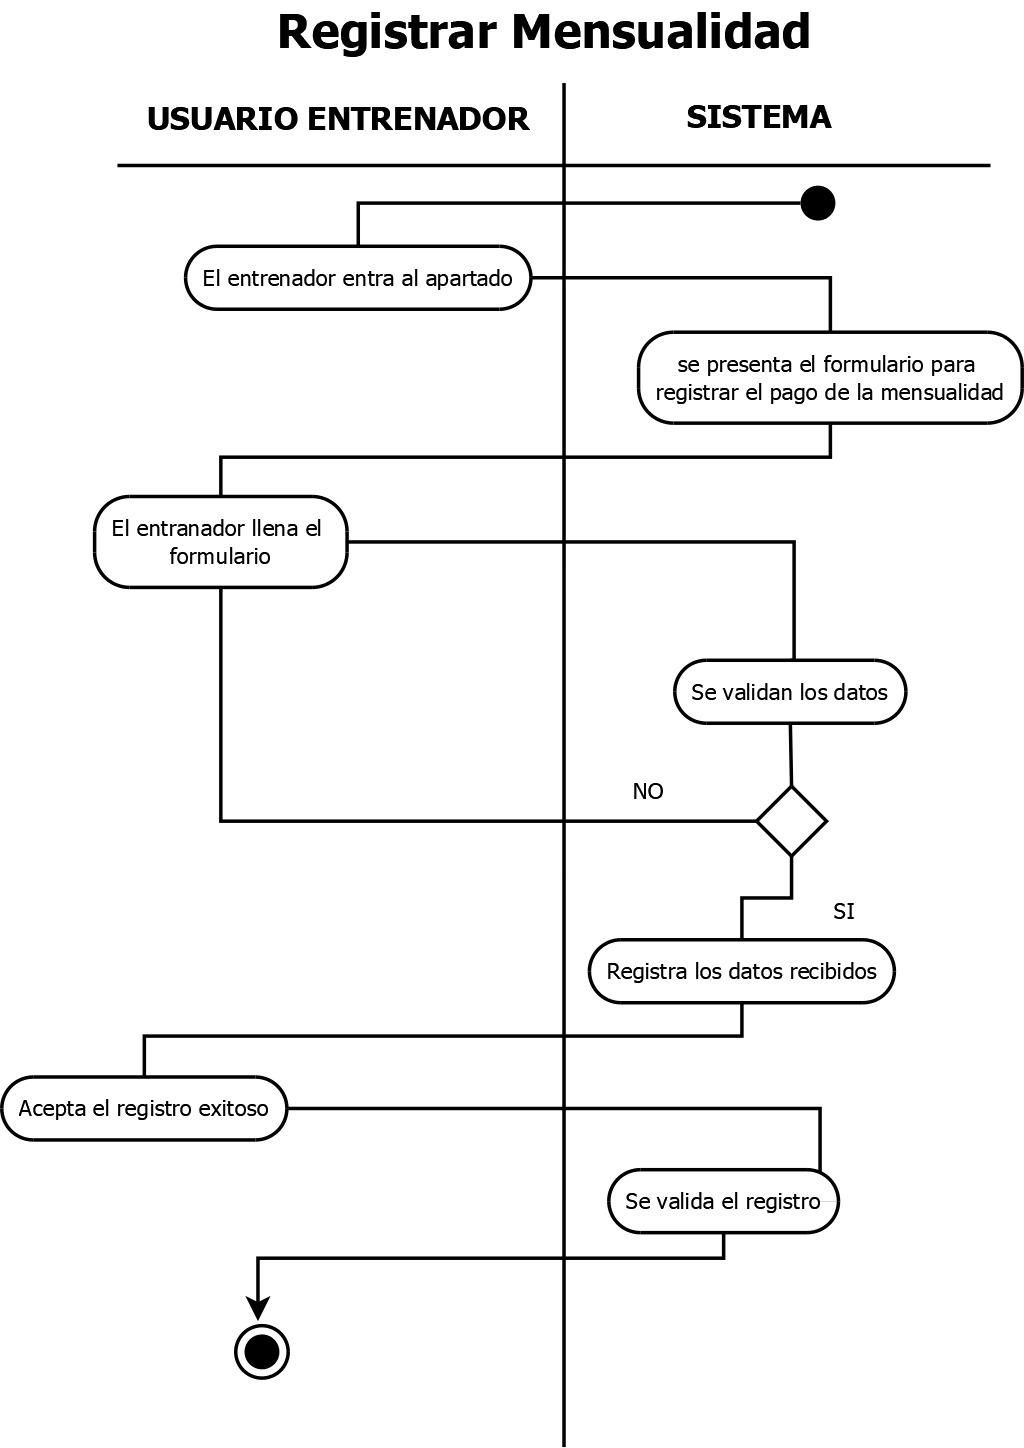 Registrar Mensualidad
USUARIO ENTRENADOR
SISTEMA
El entrenador entra al apartado
se presenta el formulario para
registrar el pago de la mensualidad
El entranador llena el
formulario
Se validan los datos
NO
SI
Registra los datos recibidos
Acepta el registro exitoso
Se valida el registro